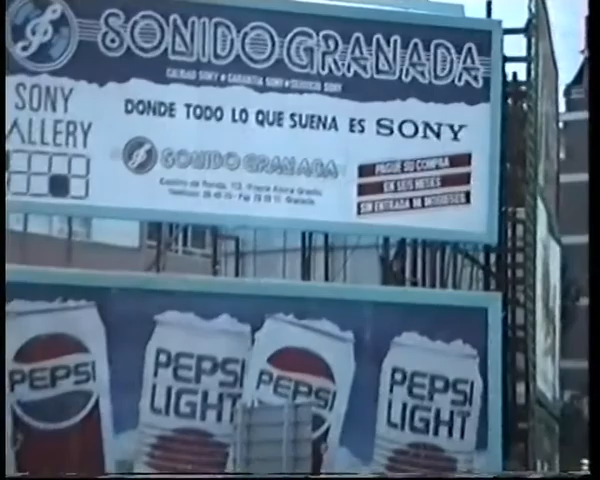 SONIDO GRANADA
CALIDAD SONY * GARANTIA SONY * SERVICIO SONY
SONY
GALLERY
DONDE TODO LO QUE SUENA ES SONY
SONIDO GRANADA
PAGUE SU COMPRA
EN SEIS MESES
SIN ENTRADA NI INTERESES
PEPSI
PEPSI
LIGHT
PEPSI
PEPSI
LIGHT